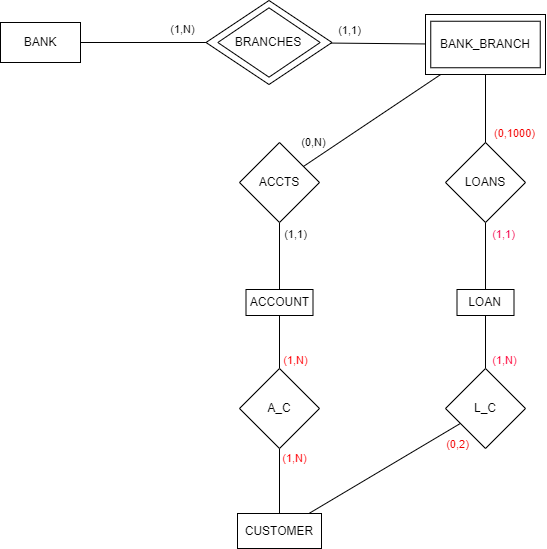 (1,N)
(1,1)
BANK
BRANCHES
BANK_BRANCH
(0,N)
(0,1000)
ACCTS
LOANS
(1,1)
(1,1)
ACCOUNT
LOAN
(1,N)
(1,N)
A_C
L_C
(0,2)
(1,N)
CUSTOMER